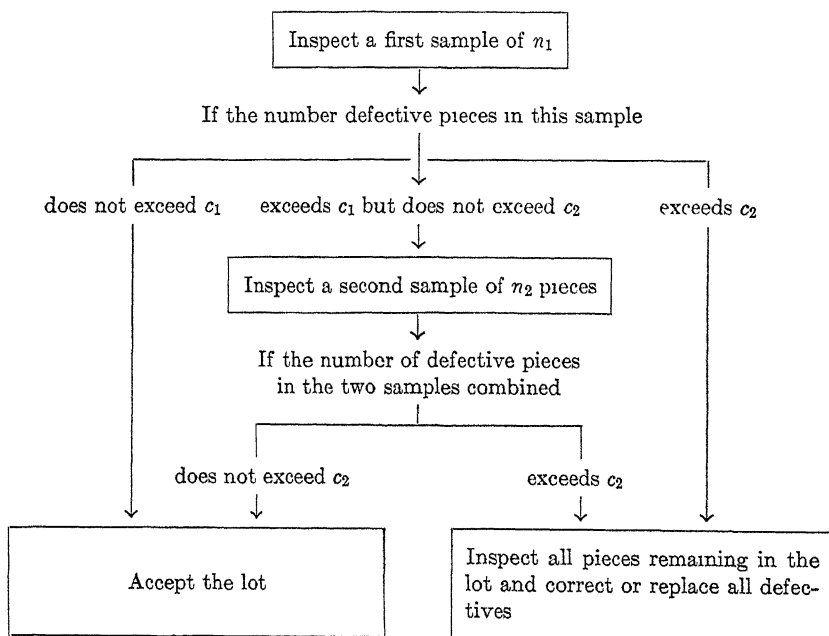 Inspect a first sample of n₁
If the number defective pieces in this sample
does not exceed c₁
exceeds c₁ but does not exceed c₂
exceeds c₂
Inspect a second sample of n₂ pieces
If the number of defective pieces
in the two samples combined
does not exceed c₂
exceeds c₂
Accept the lot
Inspect all pieces remaining in the
lot and correct or replace all defec-
tives